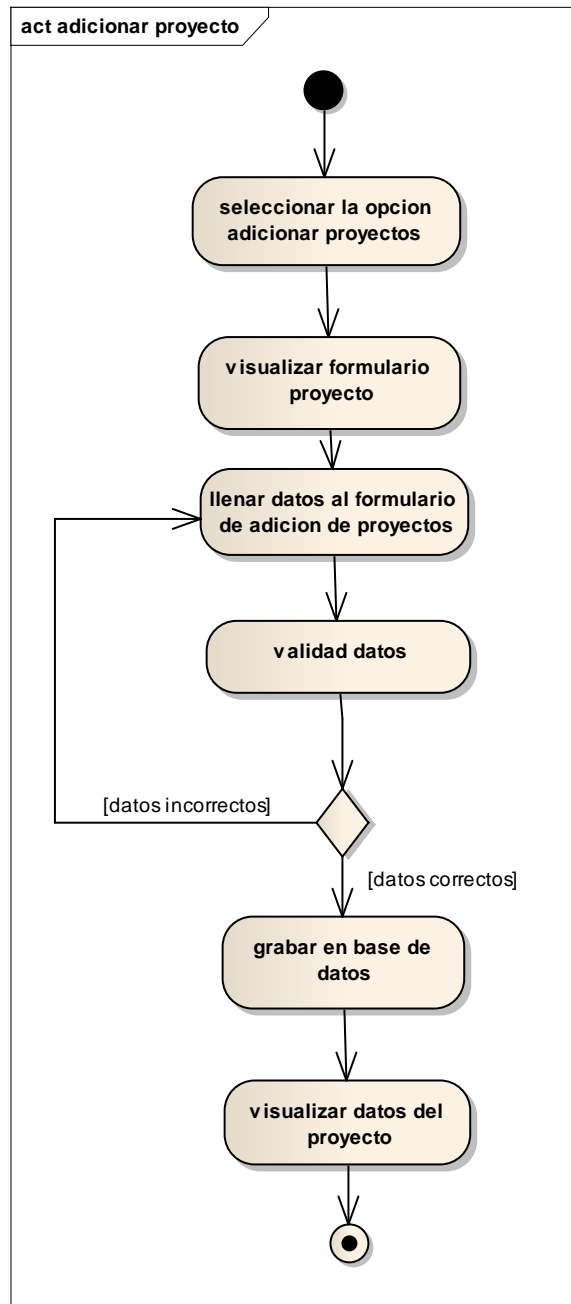 act adicionar proyecto
seleccionar la opcion
adicionar proyectos
visualizar formulario
proyecto
llenar datos al formulario
de adicion de proyectos
validad datos
[datos incorrectos]
[datos correctos]
grabar en base de
datos
visualizar datos del
proyecto